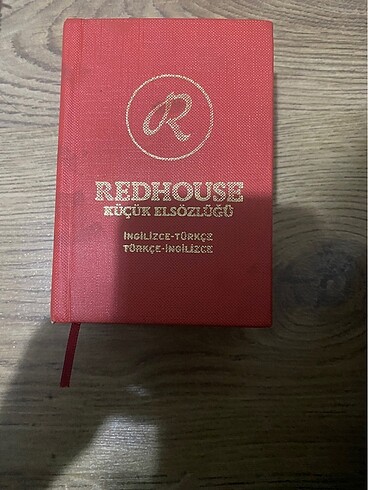 R
REDHOUSE
KÜÇÜK ELSÖZLÜĞÜ
İNGİLİZCE-TÜRKÇE
TÜRKÇE-İNGİLİZCE